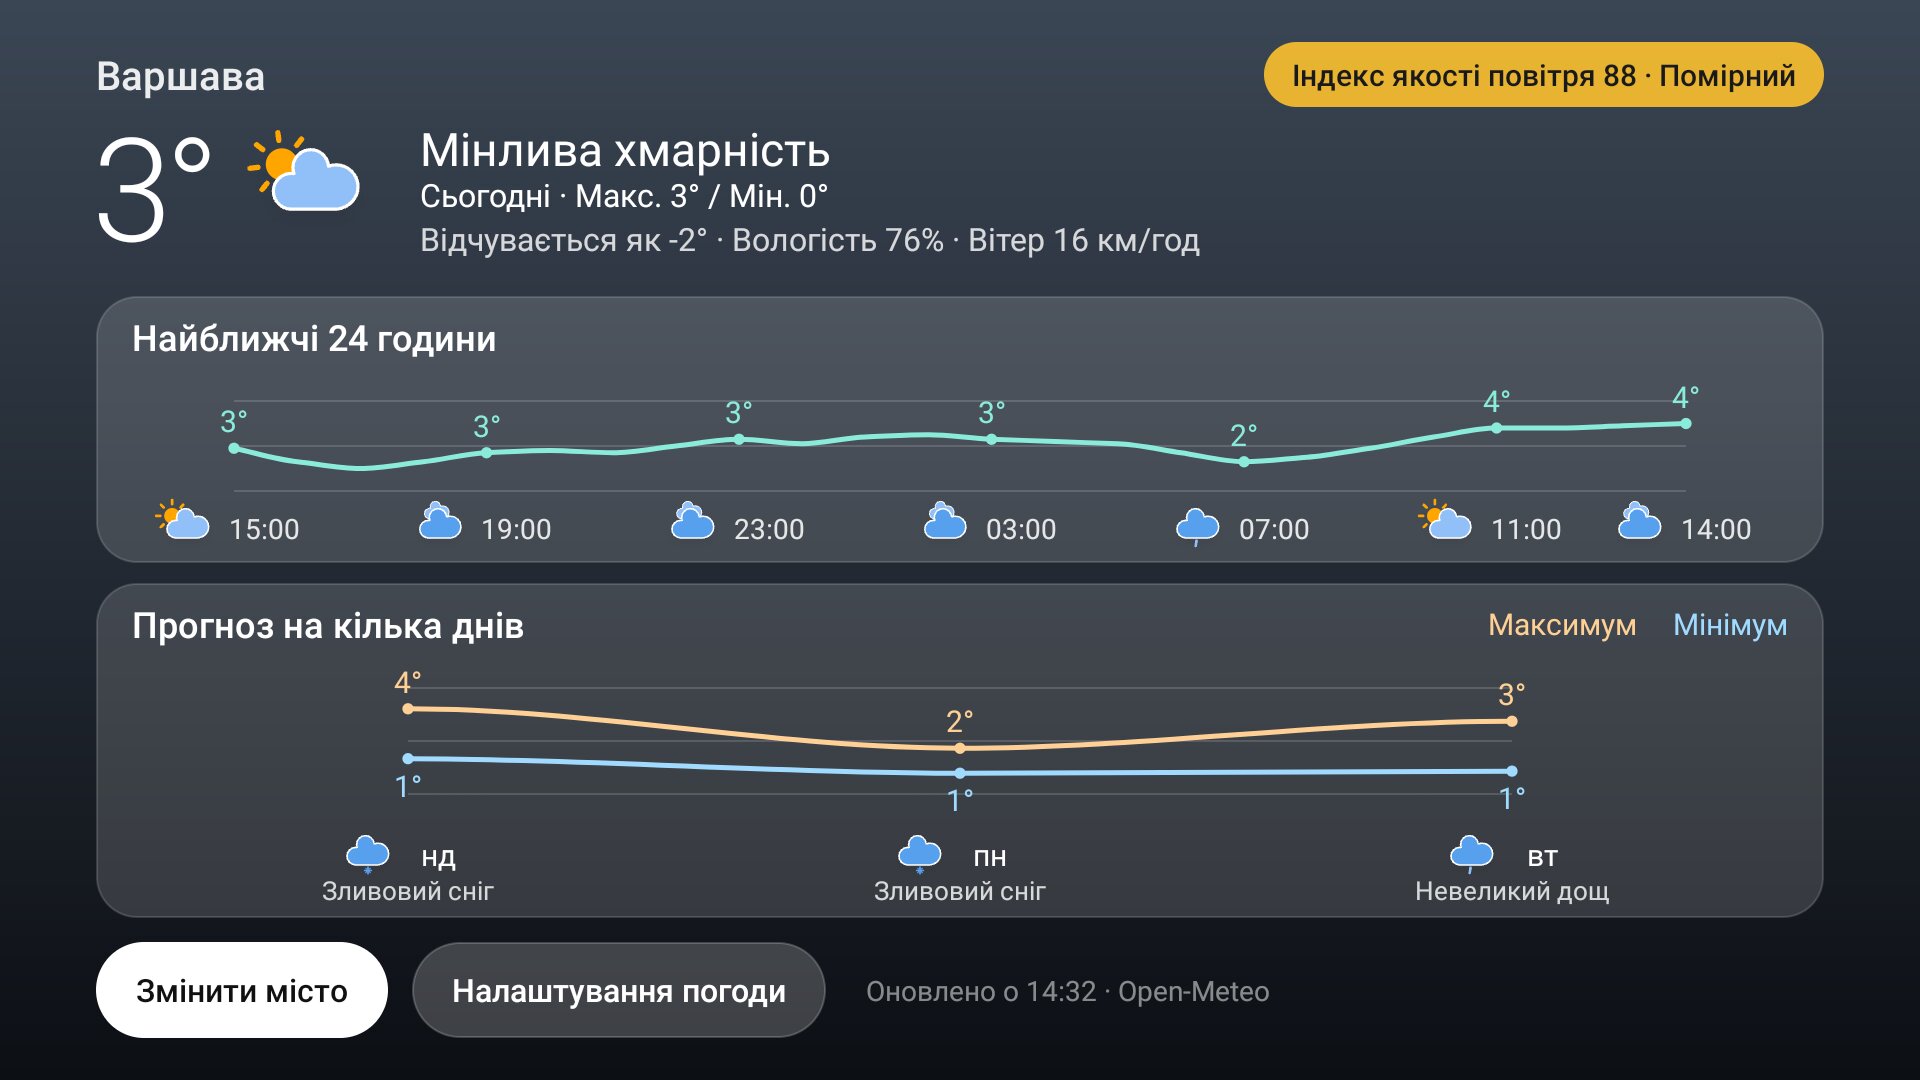 Варшава
Індекс якості повітря 88 · Помірний
3°
Мінлива хмарність
Сьогодні · Макс. 3° / Мін. 0°
Відчувається як -2° · Вологість 76% · Вітер 16 км/год
Найближчі 24 години
3° 3° 3° 3° 2° 4° 4°
15:00 19:00 23:00 03:00 07:00 11:00 14:00
Прогноз на кілька днів
Максимум Мінімум
4° 2° 3°
1° 1° 1°
нд пн вт
Зливовий сніг Зливовий сніг Невеликий дощ
Змінити місто
Налаштування погоди
Оновлено о 14:32 · Open-Meteo